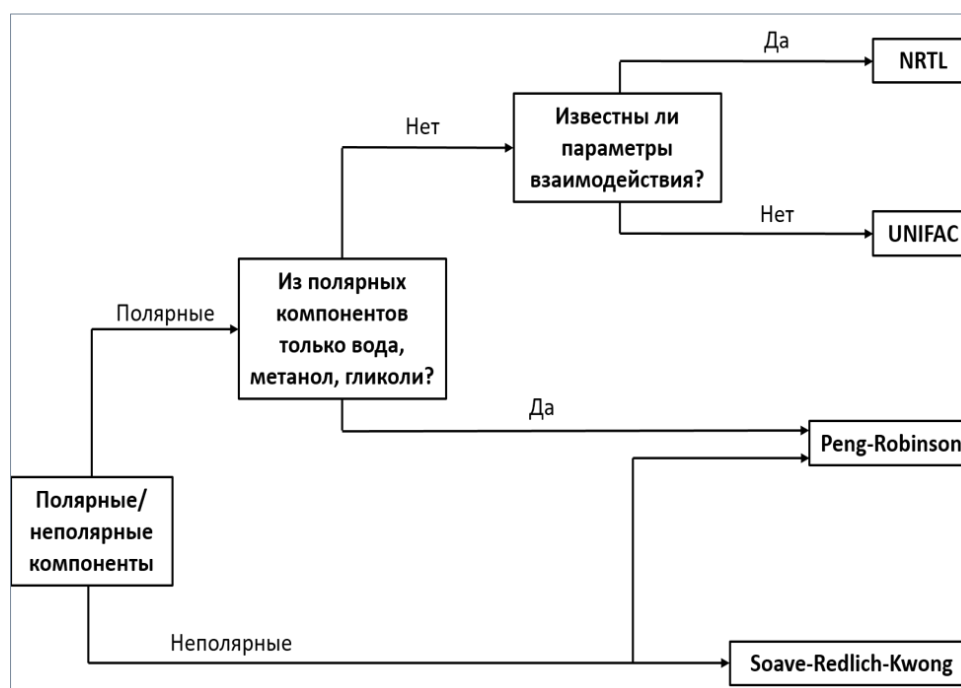 Да
NRTL
Нет
Известны ли
параметры
взаимодействия?
Нет
UNIFAC
Полярные
Из полярных
компонентов
только вода,
метанол, гликоли?
Да
Peng-Robinson
Полярные/
неполярные
компоненты
Неполярные
Soave-Redlich-Kwong